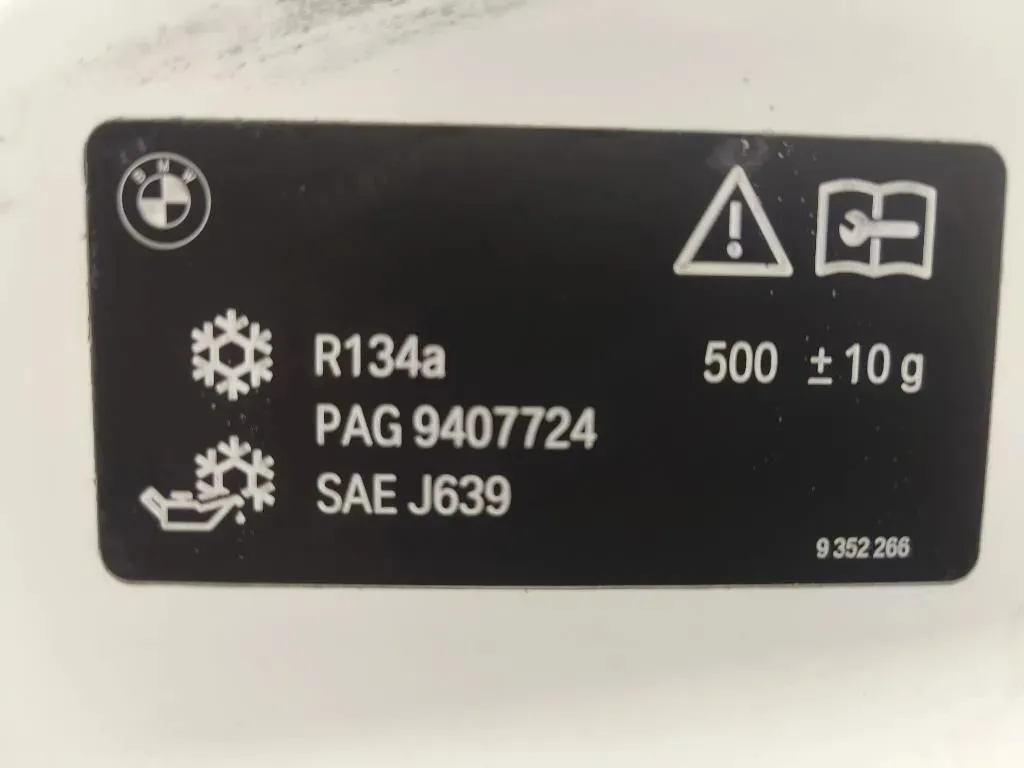 BMW
R134a 500 ± 10 g
PAG 9407724
SAE J639
9 352 266